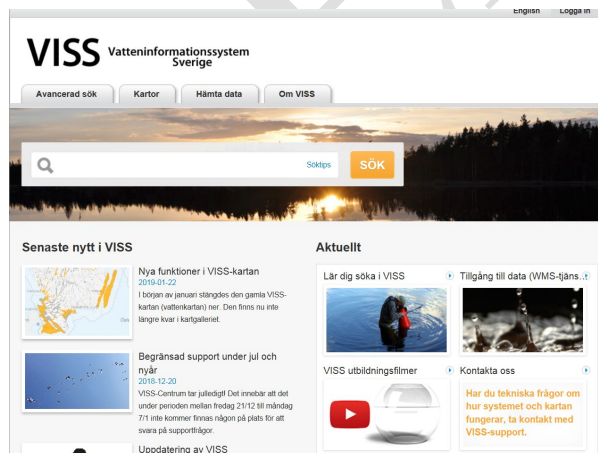 English Logga in
VISS Vatteninformationssystem
Sverige
Avancerad sök Kartor Hämta data Om VISS
Söktips SÖK
Senaste nytt i VISS
Nya funktioner i VISS-kartan
2019-01-22
I början av januari stängdes den gamla VISS-
kartan (vattenkartan) ner. Den finns nu inte
längre kvar i kartgalleriet.
Begränsad support under jul och
nyår
2018-12-20
VISS-Centrum tar julledigt! Det innebär att det
under perioden mellan fredag 21/12 till måndag
7/1 inte kommer finnas någon på plats för att
svara på supportfrågor.
Uppdatering av VISS
Aktuellt
Lär dig söka i VISS
Tillgång till data (WMS-tjäns...
VISS utbildningsfilmer
Kontakta oss
Har du tekniska frågor om
hur systemet och kartan
fungerar, ta kontakt med
VISS-support.